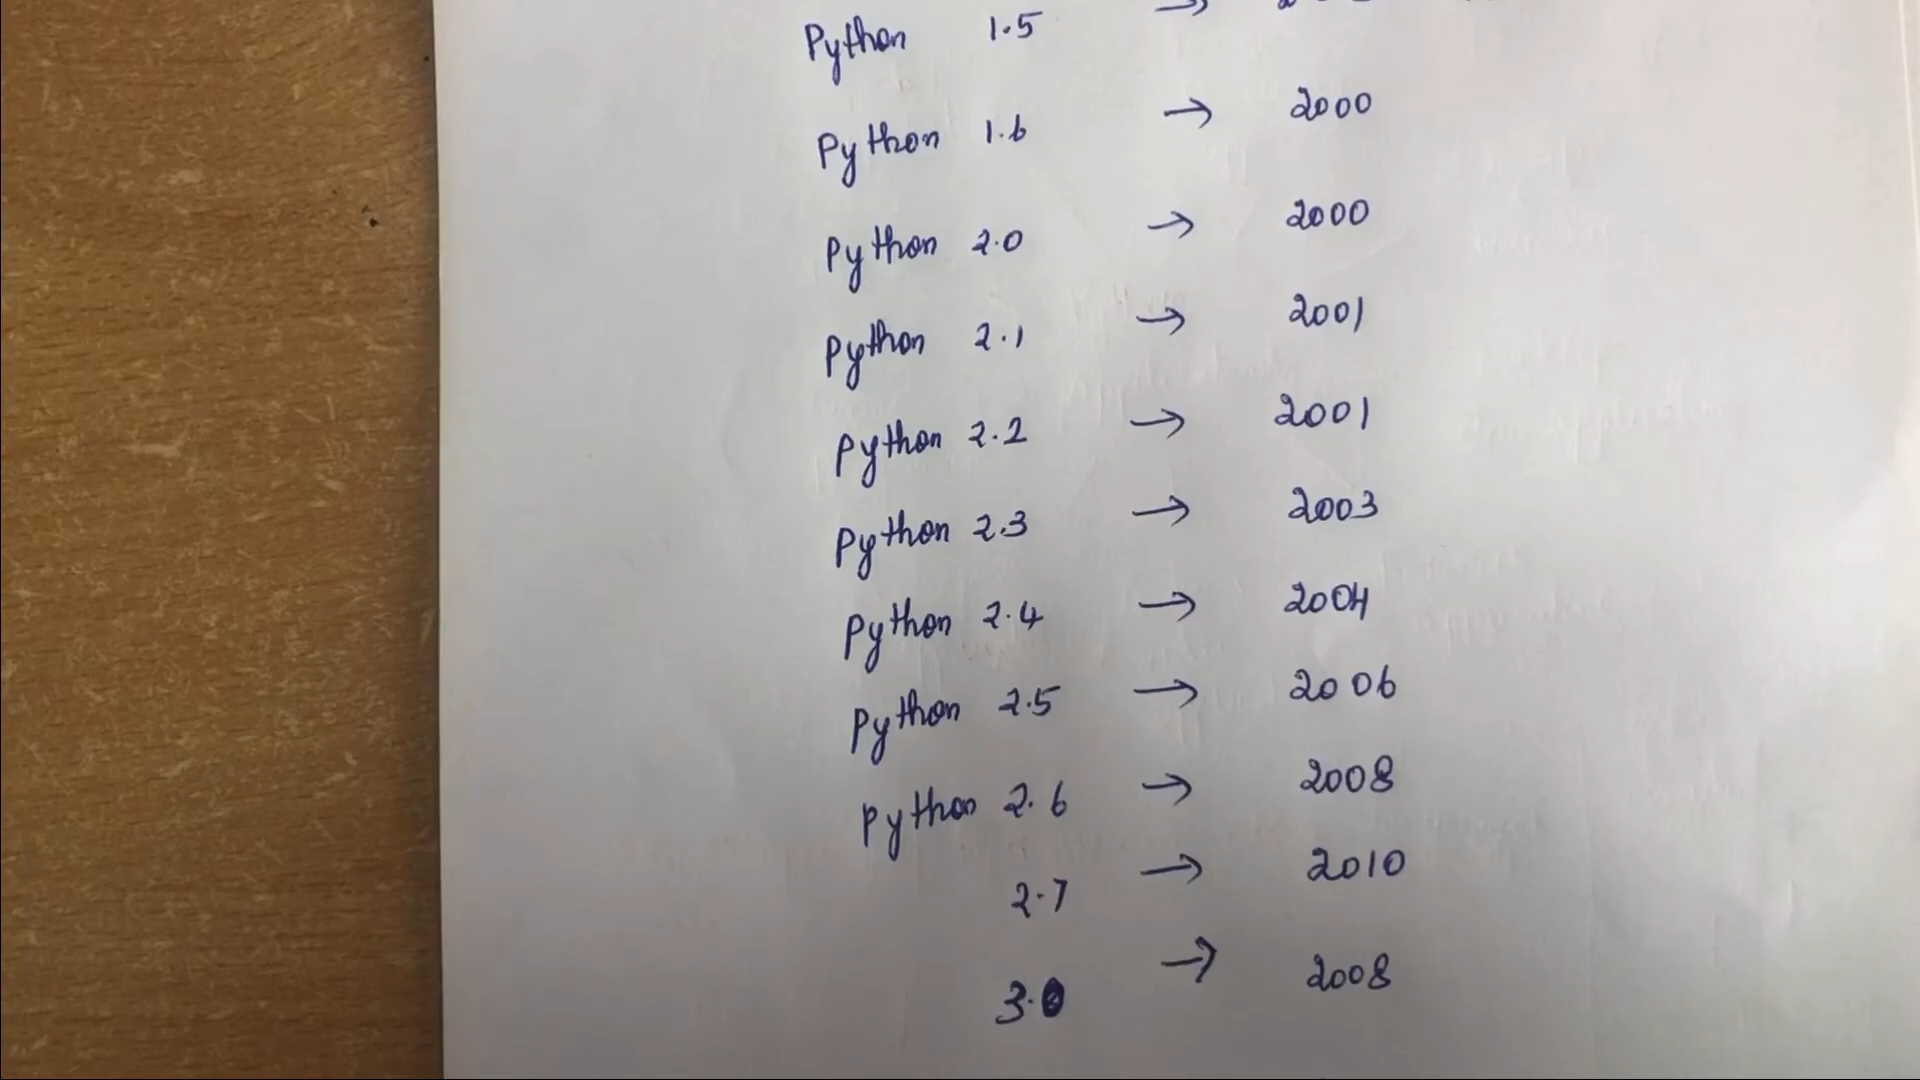 Python 1.5 →
Python 1.6 → 2000
Python 2.0 → 2000
Python 2.1 → 2001
Python 2.2 → 2001
Python 2.3 → 2003
Python 2.4 → 2004
Python 2.5 → 2006
Python 2.6 → 2008
2.7 → 2010
3.0 → 2008